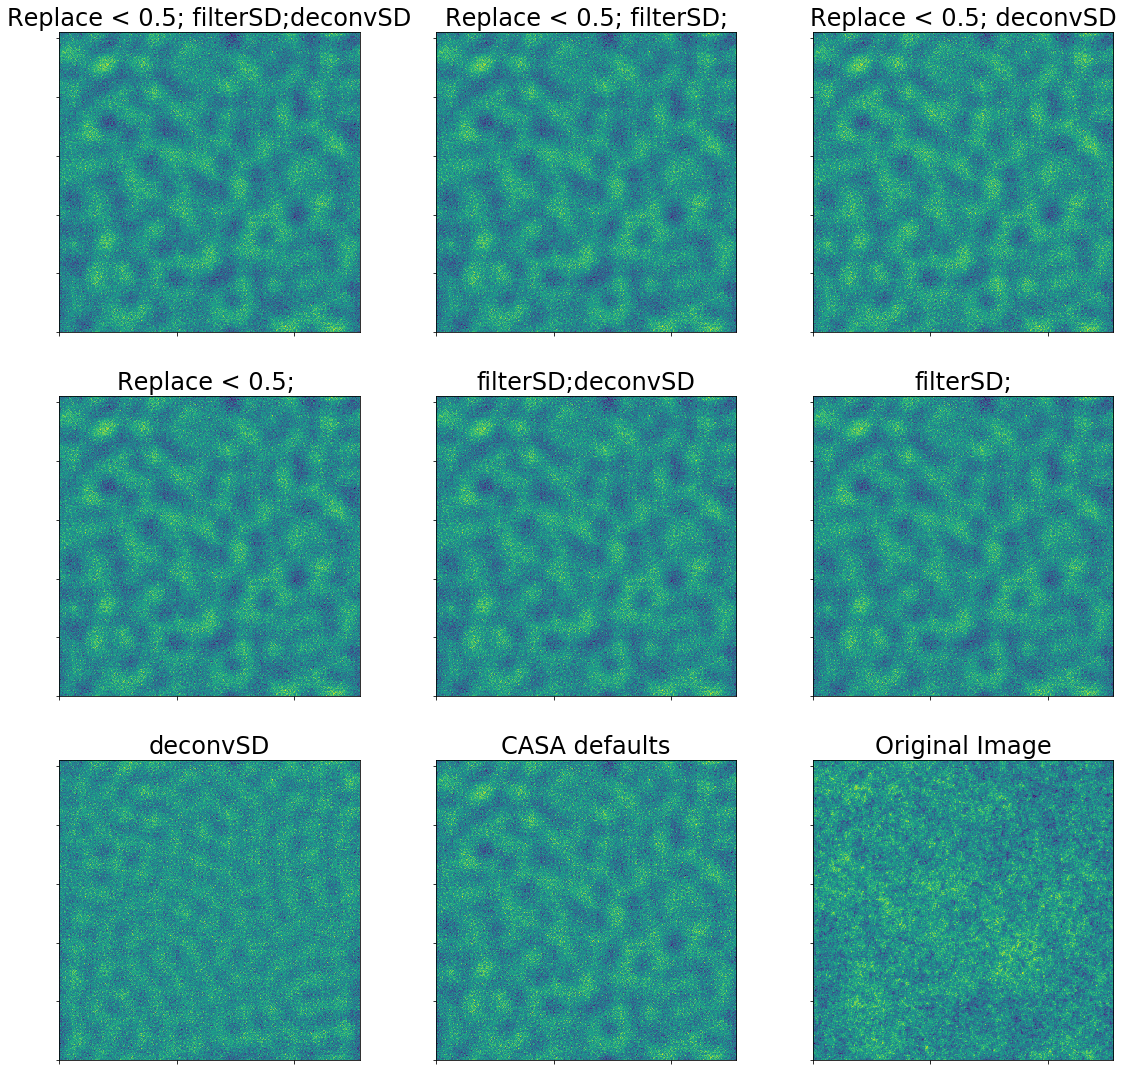 Replace < 0.5; filterSD;deconvSD
Replace < 0.5; filterSD;
Replace < 0.5; deconvSD
Replace < 0.5;
filterSD;deconvSD
filterSD;
deconvSD
CASA defaults
Original Image